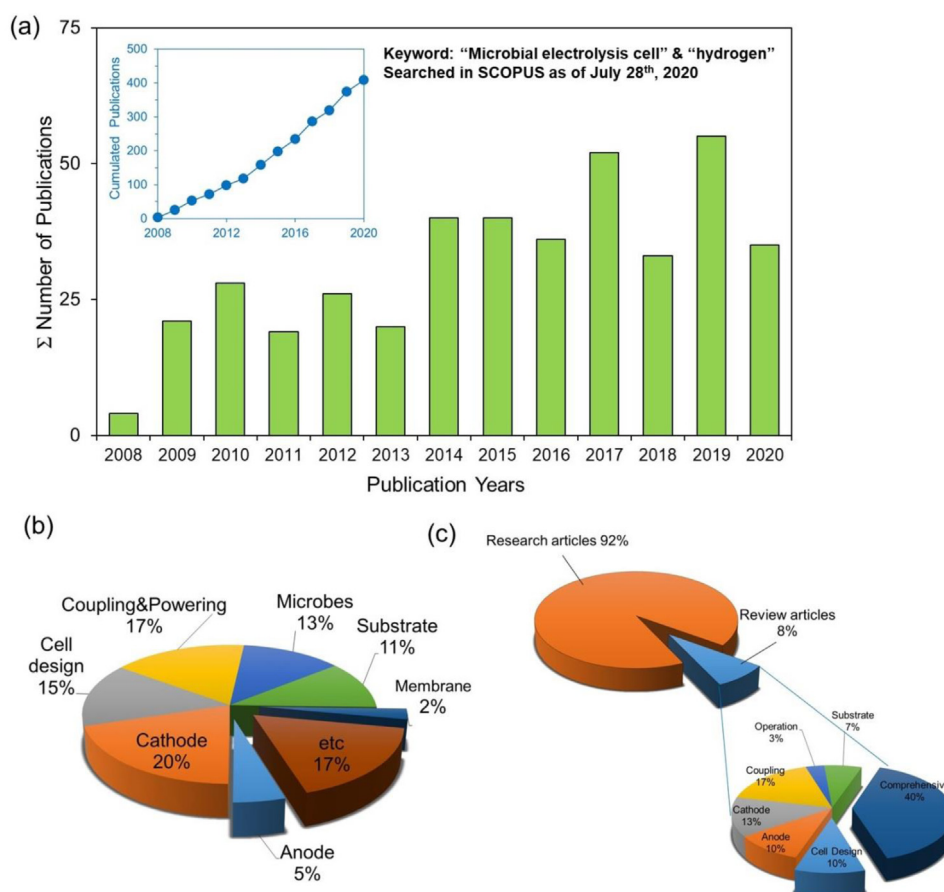 (a)
75
50
25
0
Σ Number of Publications
Keyword: “Microbial electrolysis cell” & “hydrogen”
Searched in SCOPUS as of July 28th, 2020
500
400
300
200
100
0
Cumulated Publications
2008 2012 2016 2020
2008 2009 2010 2011 2012 2013 2014 2015 2016 2017 2018 2019 2020
Publication Years
(b)
Coupling&Powering
17%
Microbes
13%
Substrate
11%
Membrane
2%
etc
17%
Anode
5%
Cathode
20%
Cell
design
15%
(c)
Research articles 92%
Review articles
8%
Operation
3%
Substrate
7%
Comprehensiv
40%
Cell Design
10%
Anode
10%
Cathode
13%
Coupling
17%